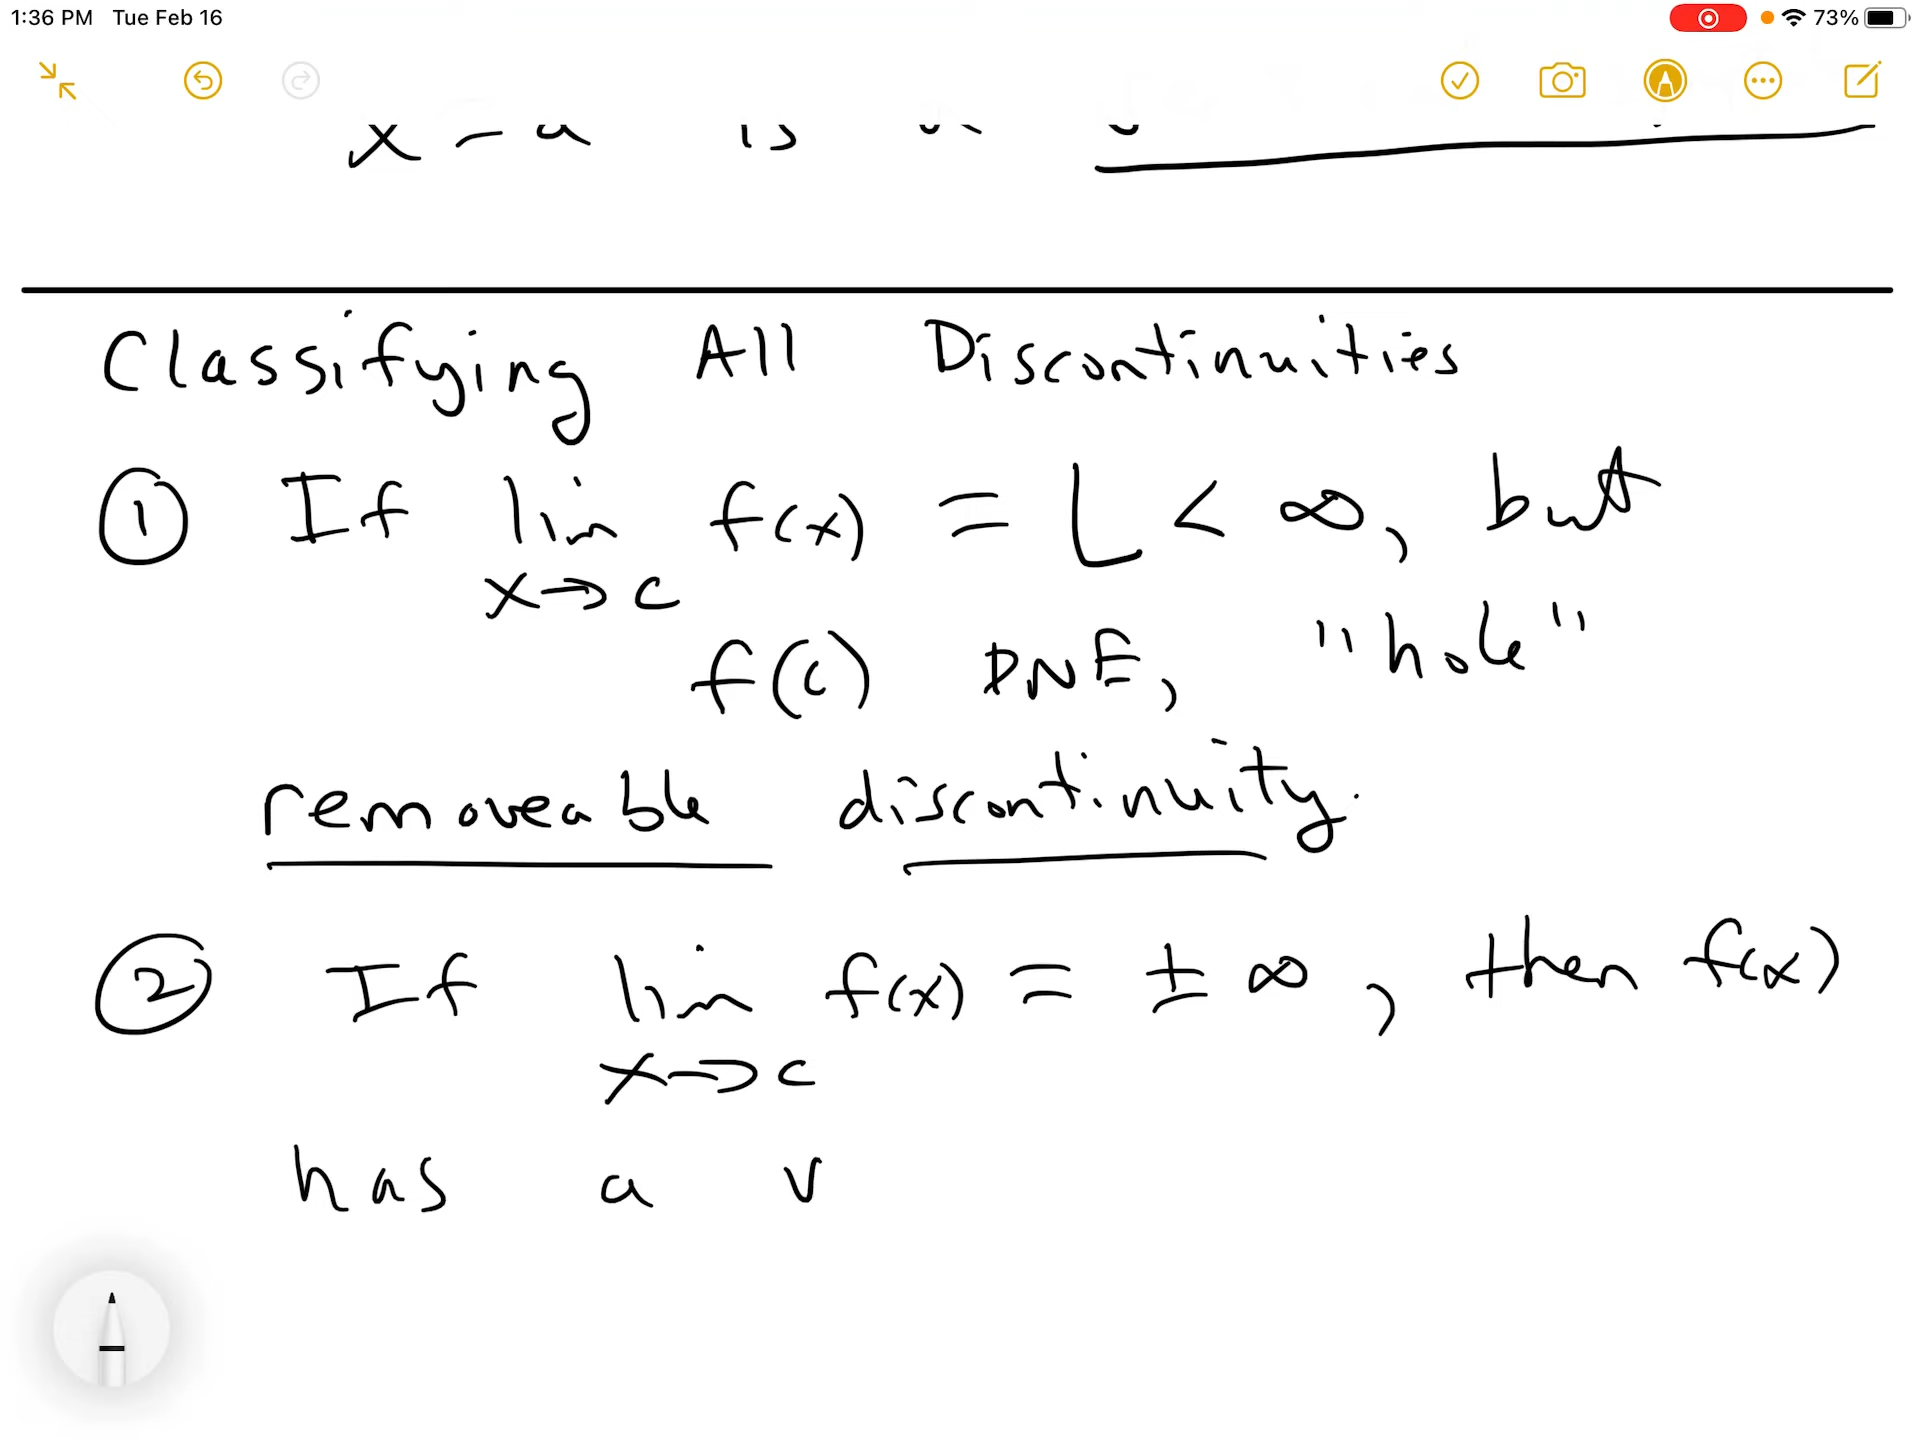 1:36 PM Tue Feb 16 73%
is
Classifying All Discontinuities
① If lim f(x) = L < ∞, but
x→c
f(c) DNE, "hole"
removeable discontinuity.
② If lim f(x) = ± ∞, then f(x)
x→c
has a v